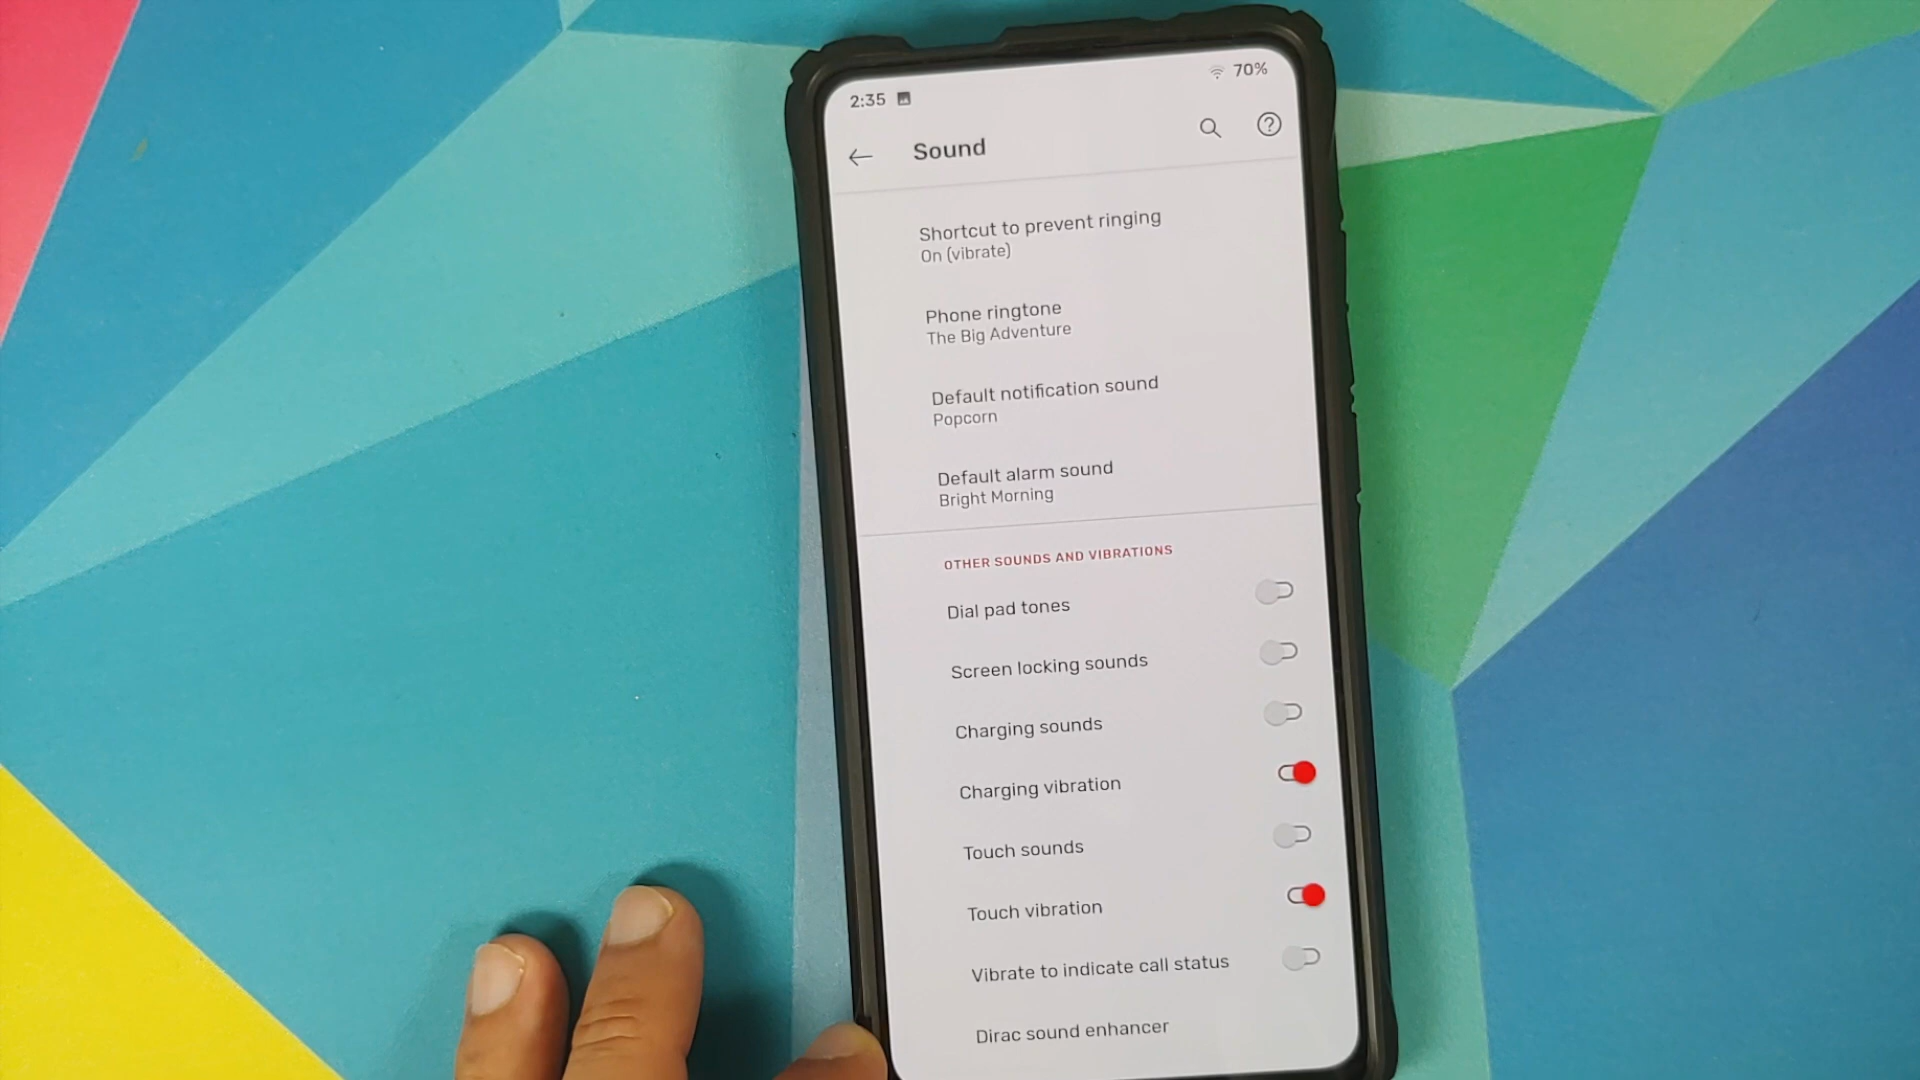 2:35
70%
Sound
Shortcut to prevent ringing
On (vibrate)
Phone ringtone
The Big Adventure
Default notification sound
Popcorn
Default alarm sound
Bright Morning
OTHER SOUNDS AND VIBRATIONS
Dial pad tones
Screen locking sounds
Charging sounds
Charging vibration
Touch sounds
Touch vibration
Vibrate to indicate call status
Dirac sound enhancer